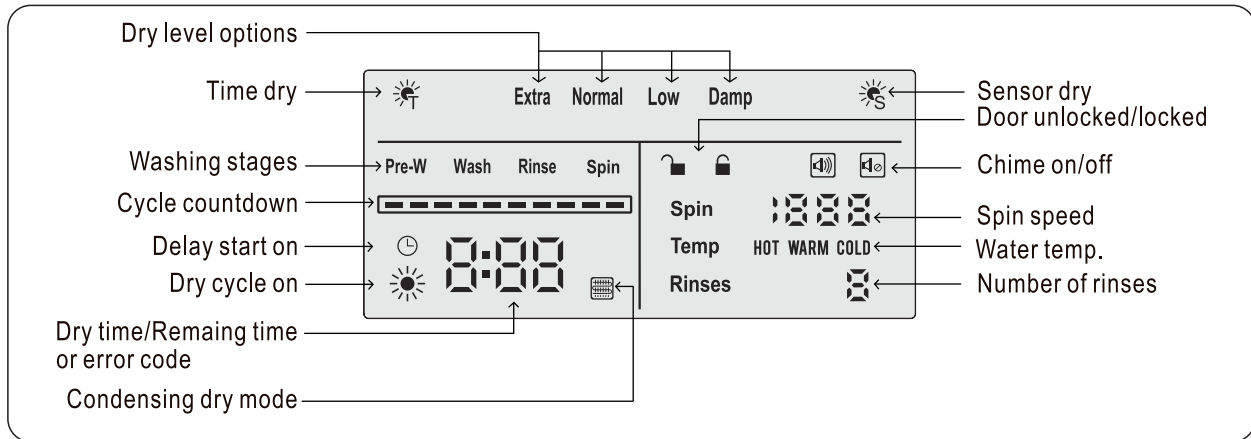 Dry level options
Time dry
Extra Normal Low Damp
Sensor dry
Door unlocked/locked
Washing stages
Pre-W Wash Rinse Spin
Chime on/off
Cycle countdown
Spin 1888
Spin speed
Delay start on
Temp HOT WARM COLD
Water temp.
Dry cycle on
8:88
Rinses 8
Number of rinses
Dry time/Remaing time
or error code
Condensing dry mode
T
S